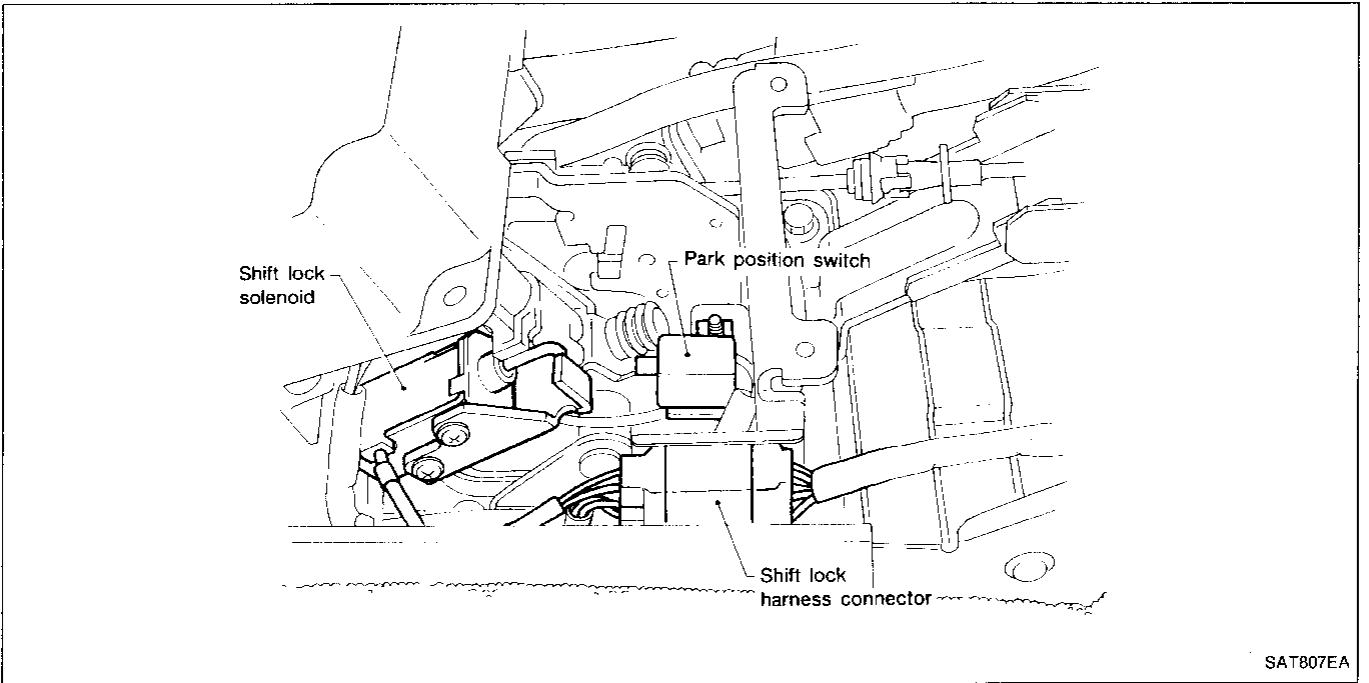 Shift lock
solenoid
Park position switch
Shift lock
harness connector
SAT807EA